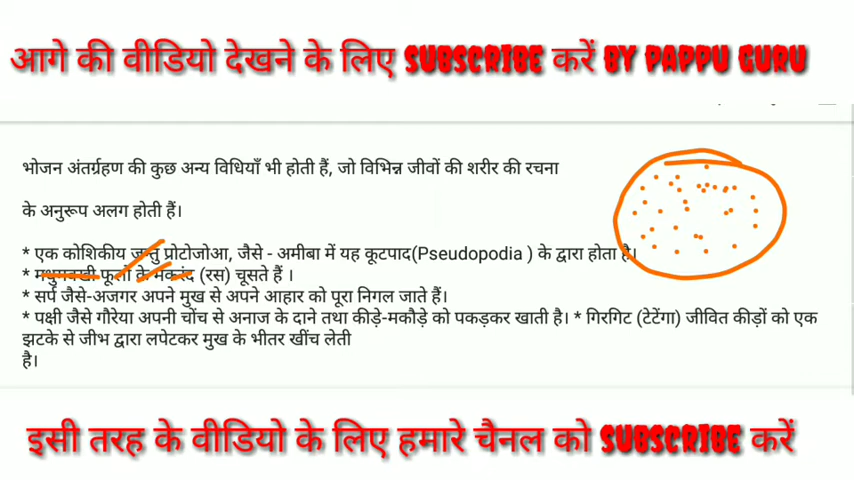 आगे की वीडियो देखने के लिए SUBSCRIBE करें BY PAPPU GURU
भोजन अंतर्ग्रहण की कुछ अन्य विधियाँ भी होती हैं, जो विभिन्न जीवों की शरीर की रचना
के अनुरूप अलग होती हैं।
* एक कोशिकीय जन्तु प्रोटोजोआ, जैसे - अमीबा में यह कूटपाद(Pseudopodia ) के द्वारा होता है।
* मधुमक्खी फूलों के मकरंद (रस) चूसते हैं ।
* सर्प जैसे-अजगर अपने मुख से अपने आहार को पूरा निगल जाते हैं।
* पक्षी जैसे गौरेया अपनी चोंच से अनाज के दाने तथा कीड़े-मकौड़े को पकड़कर खाती है। * गिरगिट (टेटेंगा) जीवित कीड़ों को एक
झटके से जीभ द्वारा लपेटकर मुख के भीतर खींच लेती
है।
इसी तरह के वीडियो के लिए हमारे चैनल को SUBSCRIBE करें